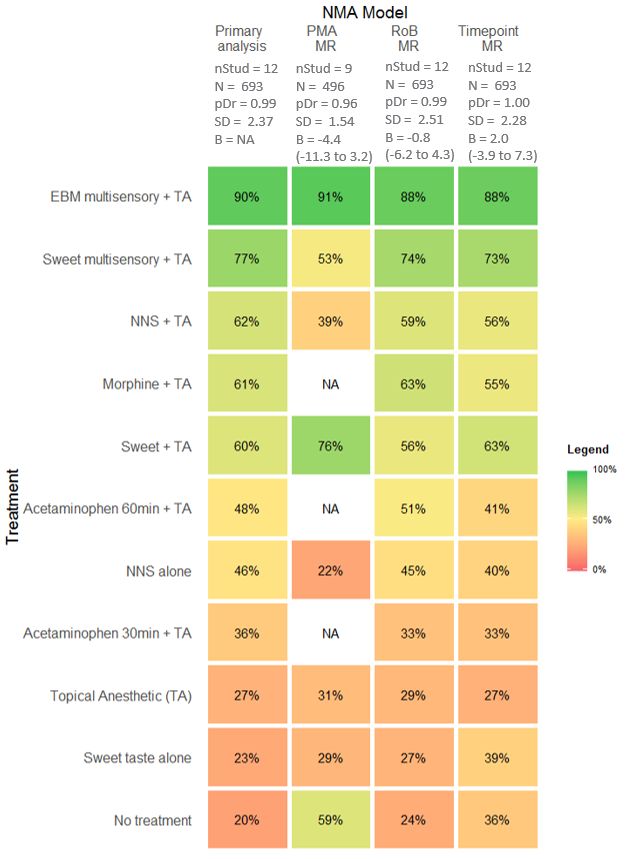 NMA Model
Primary analysis PMA MR RoB MR Timepoint MR
nStud = 12 nStud = 9 nStud = 12 nStud = 12
N = 693 N = 496 N = 693 N = 693
pDr = 0.99 pDr = 0.96 pDr = 0.99 pDr = 1.00
SD = 2.37 SD = 1.54 SD = 2.51 SD = 2.28
B = NA B = -4.4 B = -0.8 B = 2.0
(-11.3 to 3.2) (-6.2 to 4.3) (-3.9 to 7.3)
EBM multisensory + TA 90% 91% 88% 88%
Sweet multisensory + TA 77% 53% 74% 73%
NNS + TA 62% 39% 59% 56%
Morphine + TA 61% NA 63% 55%
Sweet + TA 60% 76% 56% 63%
Acetaminophen 60min + TA 48% NA 51% 41%
NNS alone 46% 22% 45% 40%
Acetaminophen 30min + TA 36% NA 33% 33%
Topical Anesthetic (TA) 27% 31% 29% 27%
Sweet taste alone 23% 29% 27% 39%
No treatment 20% 59% 24% 36%
Treatment
Legend
100%
50%
0%